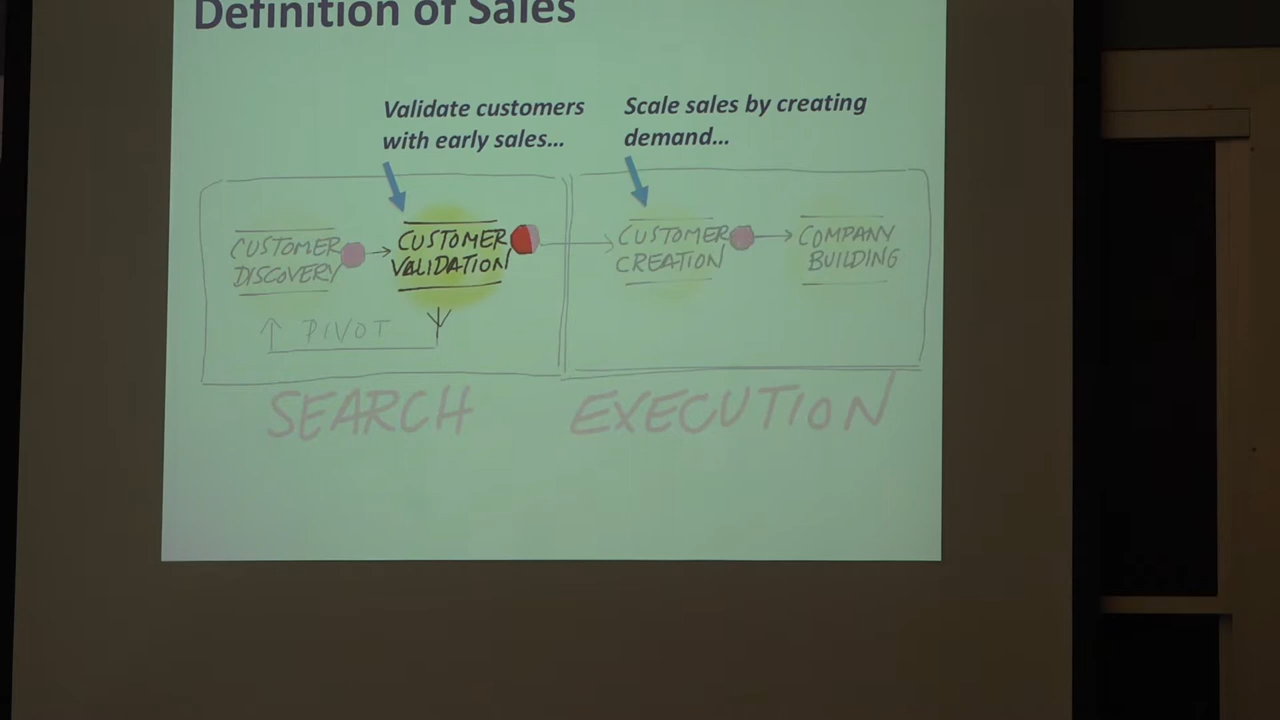 Definition of Sales
Validate customers
with early sales...
Scale sales by creating
demand...
CUSTOMER
DISCOVERY
CUSTOMER
VALIDATION
CUSTOMER
CREATION
COMPANY
BUILDING
PIVOT
SEARCH
EXECUTION